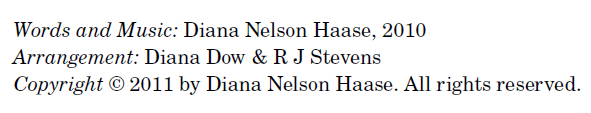 Words and Music: Diana Nelson Haase, 2010
Arrangement: Diana Dow & R J Stevens
Copyright © 2011 by Diana Nelson Haase. All rights reserved.